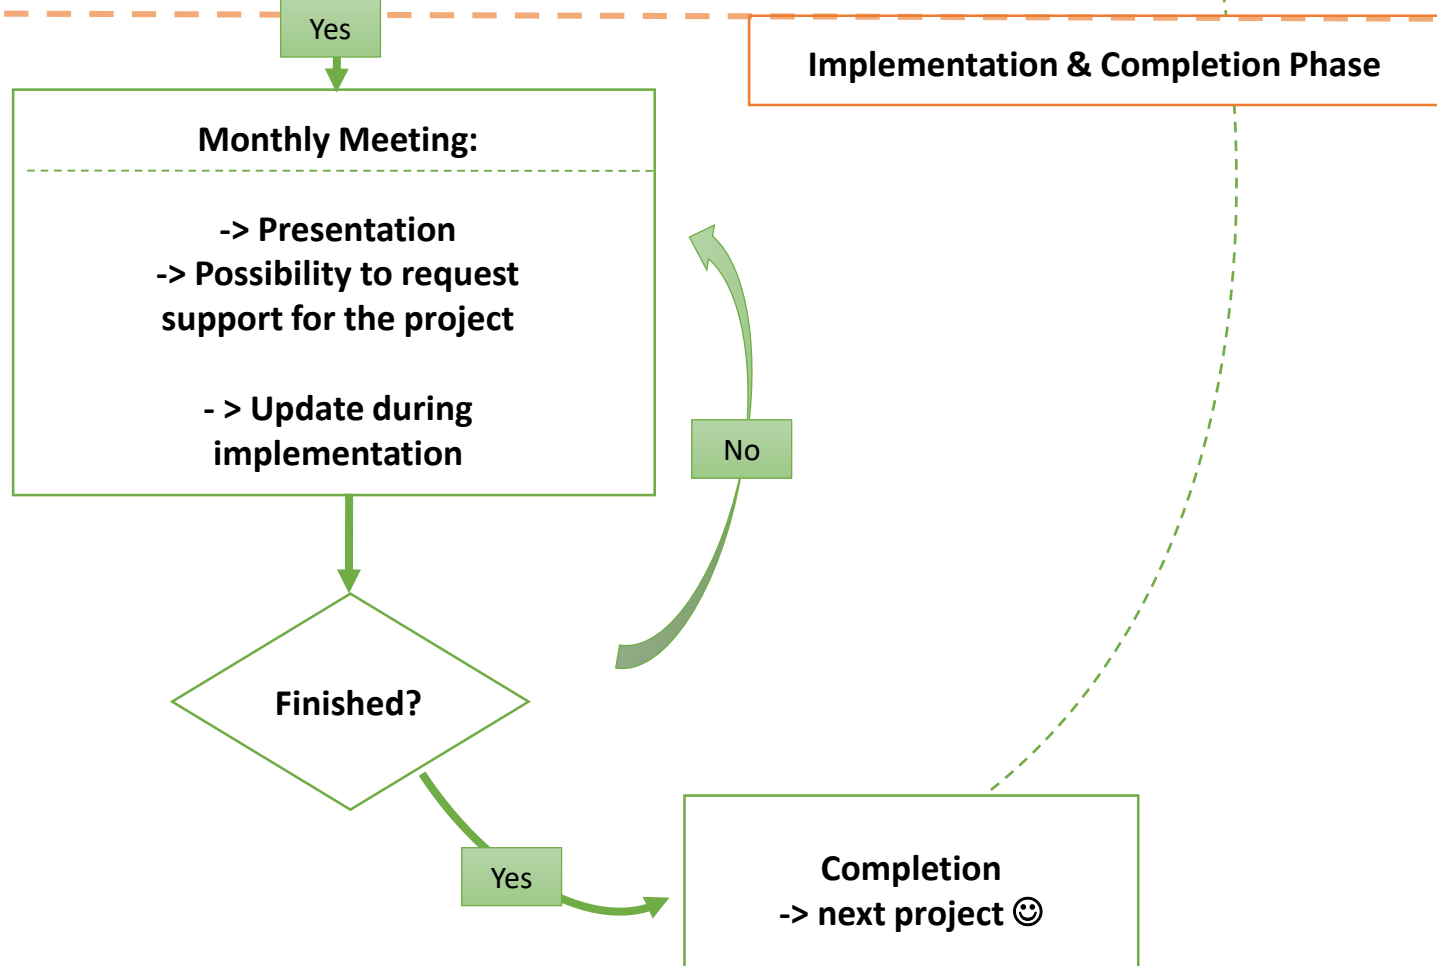 Yes
Implementation & Completion Phase
Monthly Meeting:
-> Presentation
-> Possibility to request
support for the project
- > Update during
implementation
No
Finished?
Yes
Completion
-> next project ☺